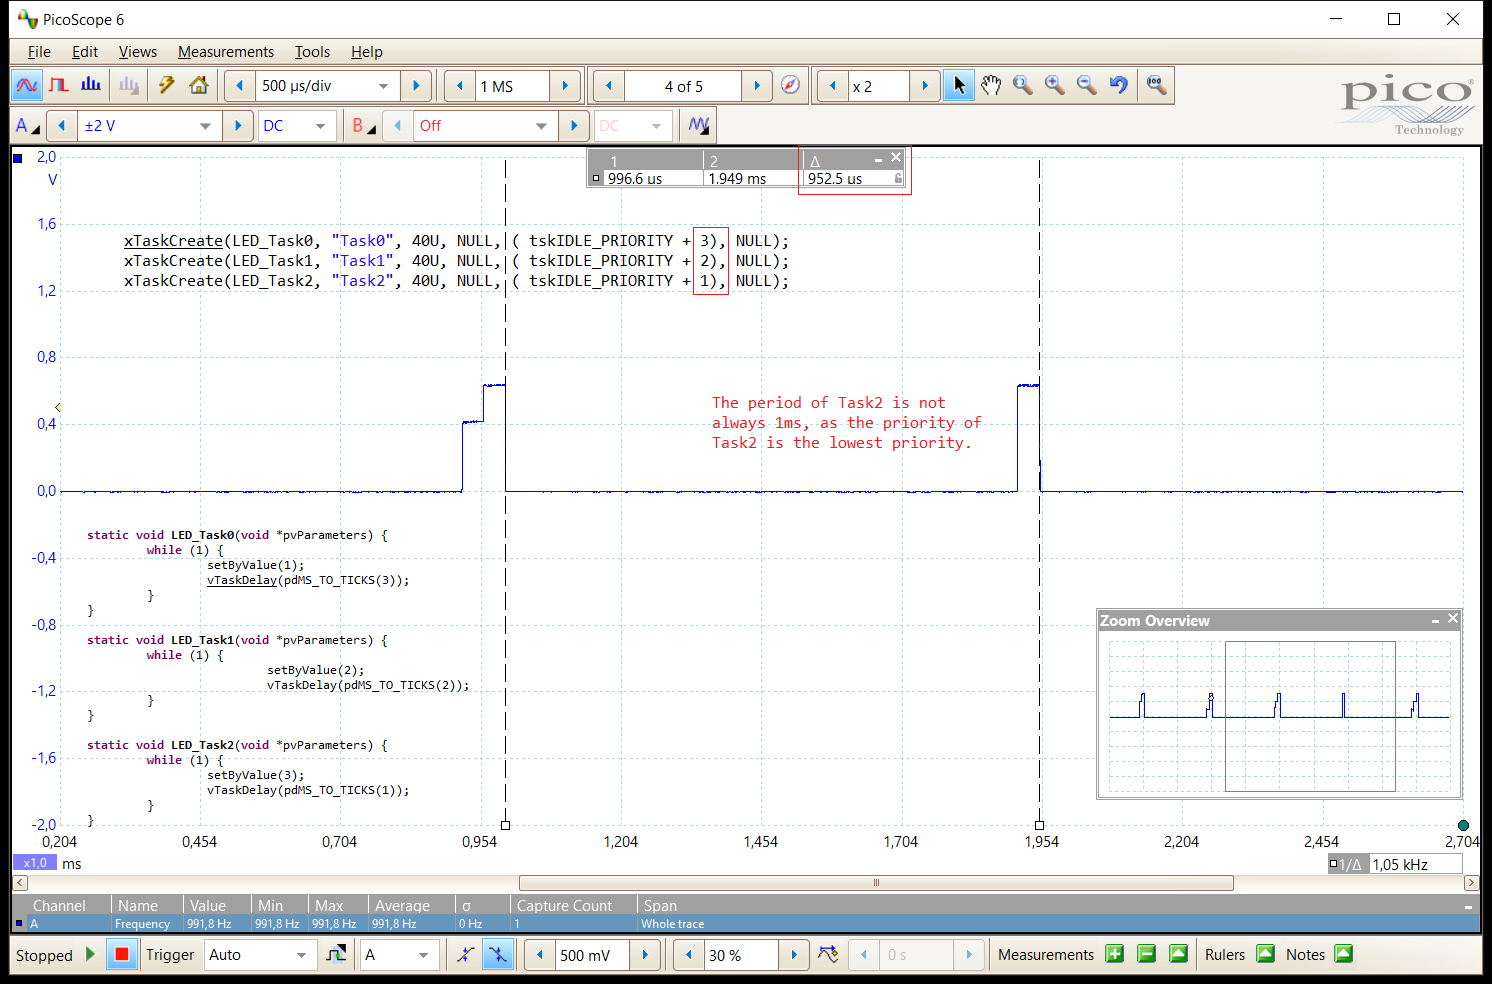 PicoScope 6
File Edit Views Measurements Tools Help
500 µs/div 1 MS 4 of 5 x 2
pico
Technology
A ±2 V DC B Off DC
2,0
V
1 2 Δ
996.6 us 1.949 ms 952.5 us
1,6
xTaskCreate(LED_Task0, "Task0", 40U, NULL, ( tskIDLE_PRIORITY + 3), NULL);
xTaskCreate(LED_Task1, "Task1", 40U, NULL, ( tskIDLE_PRIORITY + 2), NULL);
xTaskCreate(LED_Task2, "Task2", 40U, NULL, ( tskIDLE_PRIORITY + 1), NULL);
1,2
0,8
The period of Task2 is not
always 1ms, as the priority of
Task2 is the lowest priority.
0,4
0,0
static void LED_Task0(void *pvParameters) {
while (1) {
-0,4
setByValue(1);
vTaskDelay(pdMS_TO_TICKS(3));
}
}
-0,8
Zoom Overview
static void LED_Task1(void *pvParameters) {
while (1) {
setByValue(2);
vTaskDelay(pdMS_TO_TICKS(2));
-1,2
}
}
static void LED_Task2(void *pvParameters) {
-1,6
while (1) {
setByValue(3);
vTaskDelay(pdMS_TO_TICKS(1));
}
}
-2,0
0,204 0,454 0,704 0,954 1,204 1,454 1,704 1,954 2,204 2,454 2,704
x1,0 ms
1/Δ 1,05 kHz
Channel Name Value Min Max Average σ Capture Count Span
A Frequency 991,8 Hz 991,8 Hz 991,8 Hz 991,8 Hz 0 Hz 1 Whole trace
Stopped Trigger Auto A 500 mV 30 % 0 s Measurements Rulers Notes